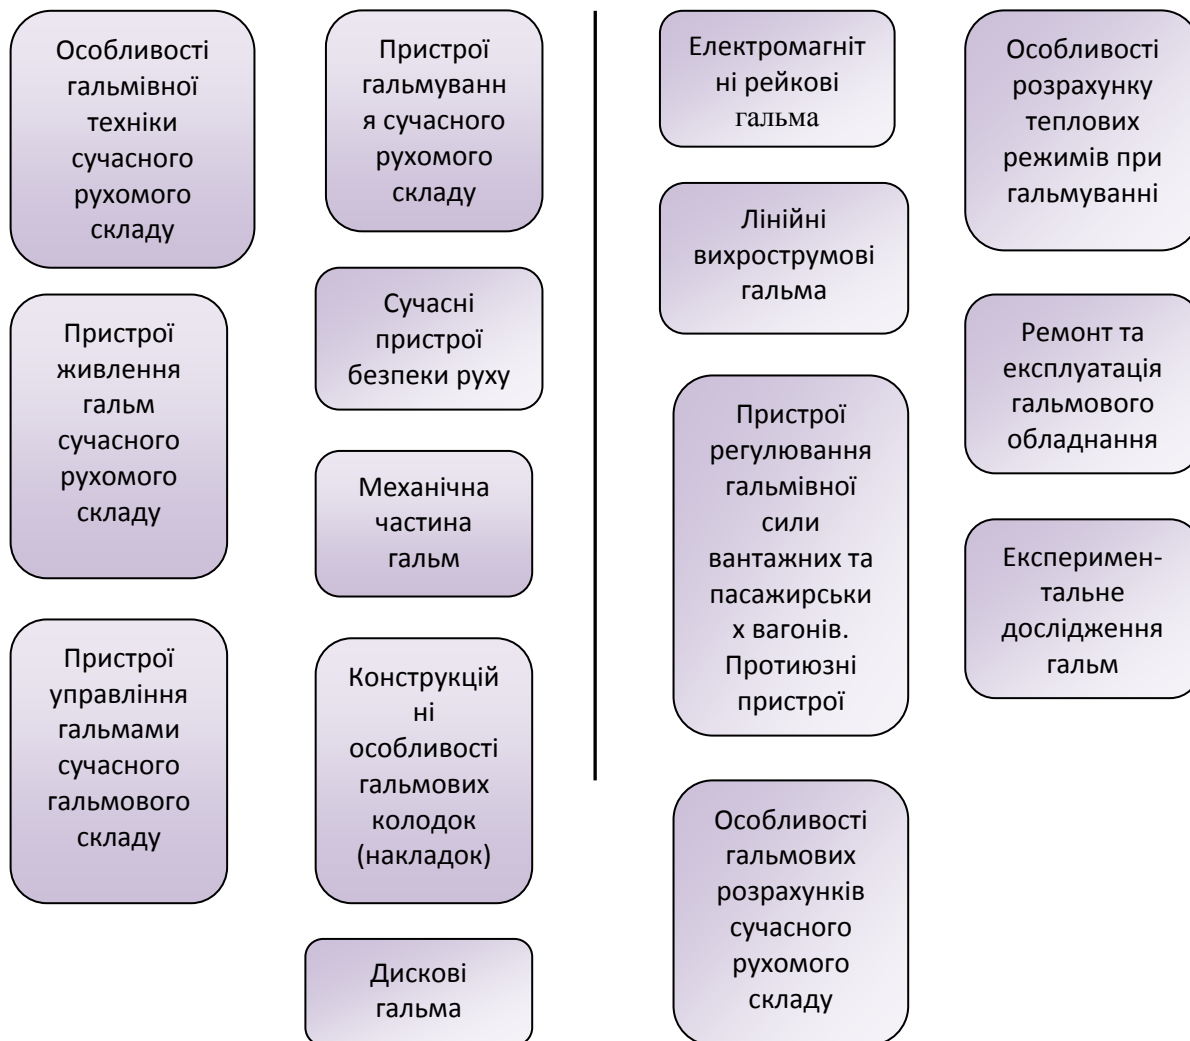 Особливості
гальмівної
техніки
сучасного
рухомого
складу
Пристрої
живлення
гальм
сучасного
рухомого
складу
Пристрої
управління
гальмами
сучасного
гальмового
складу
Пристрої
гальмуванн
я сучасного
рухомого
складу
Сучасні
пристрої
безпеки руху
Механічна
частина
гальм
Конструкцій
ні
особливості
гальмових
колодок
(накладок)
Дискові
гальма
Електромагніт
ні рейкові
гальма
Лінійні
вихрострумові
гальма
Пристрої
регулювання
гальмівної
сили
вантажних та
пасажирськи
х вагонів.
Протиюзні
пристрої
Особливості
гальмових
розрахунків
сучасного
рухомого
складу
Особливості
розрахунку
теплових
режимів при
гальмуванні
Ремонт та
експлуатація
гальмового
обладнання
Експеримен-
тальне
дослідження
гальм